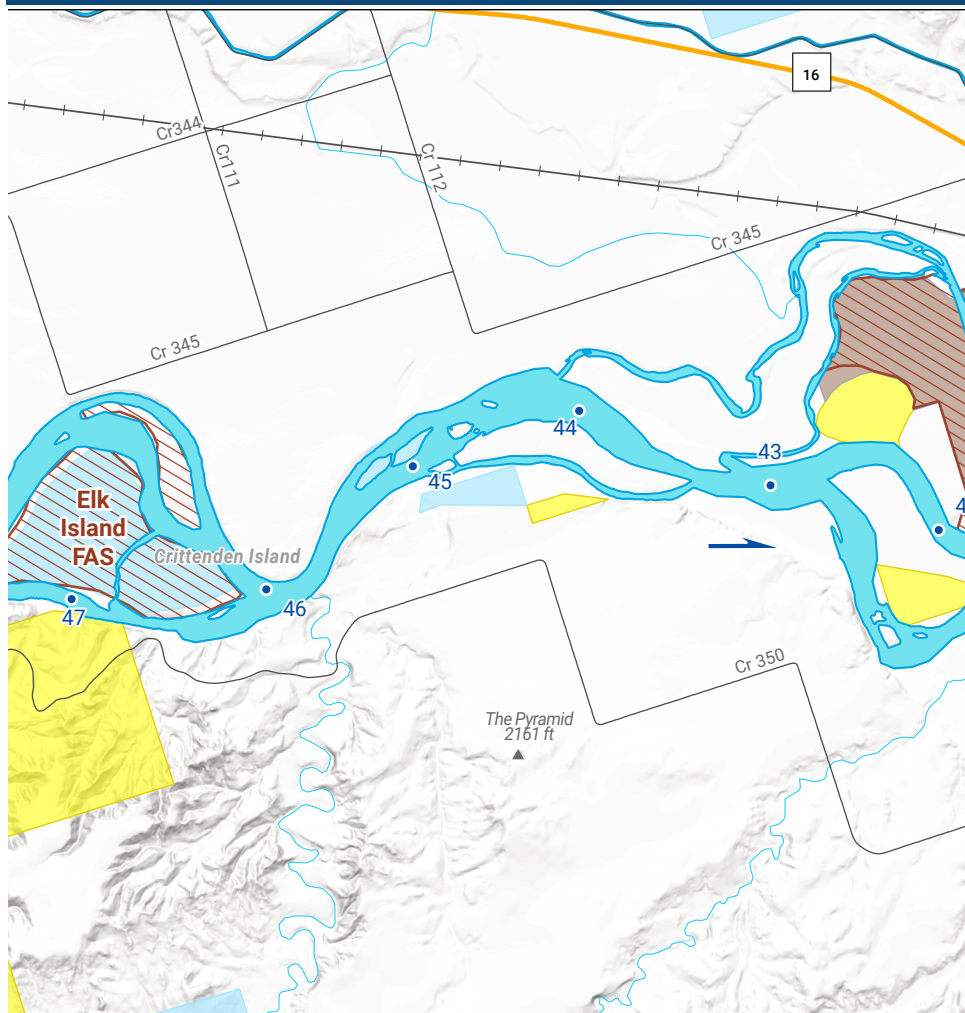 16
Cr344
Cr111
Cr 112
Cr 345
Cr 345
44
45
43
4
Elk
Island
FAS
Crittenden Island
46
47
Cr 350
The Pyramid
2161 ft